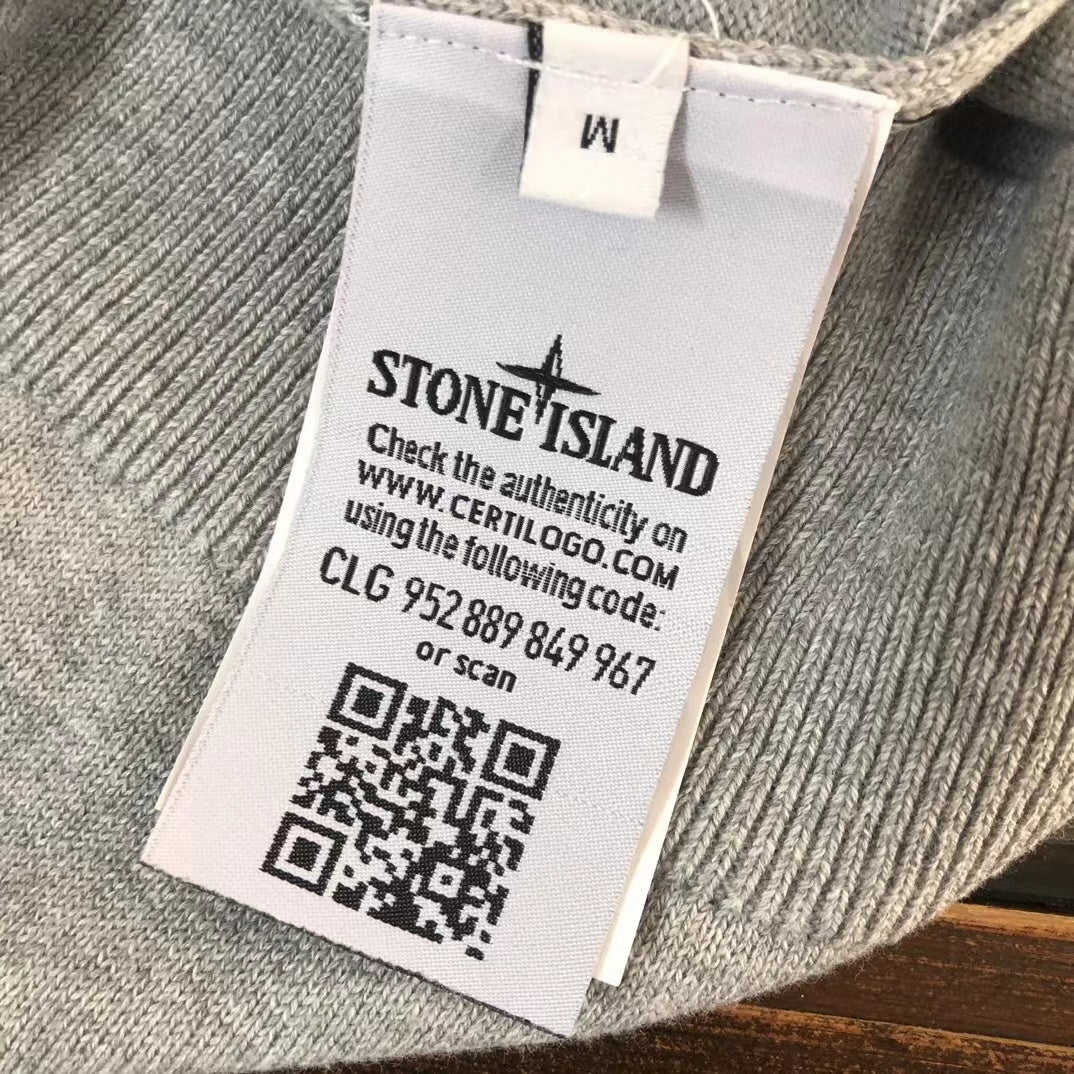 M
STONE ISLAND
Check the authenticity on
WWW.CERTILOGO.COM
using the following code:
CLG 952 889 849 967
or scan